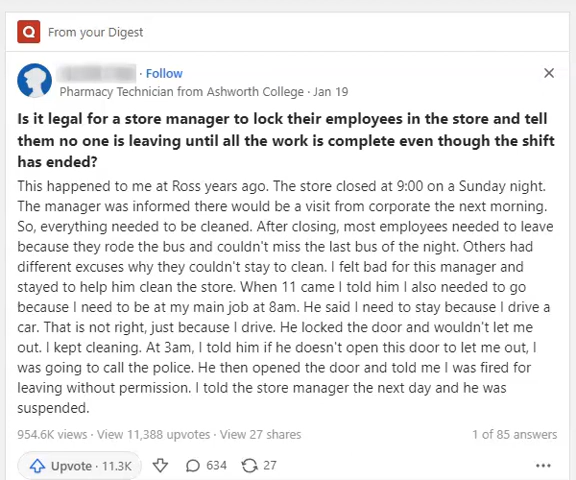 Q From your Digest
· Follow
Pharmacy Technician from Ashworth College · Jan 19
Is it legal for a store manager to lock their employees in the store and tell
them no one is leaving until all the work is complete even though the shift
has ended?
This happened to me at Ross years ago. The store closed at 9:00 on a Sunday night.
The manager was informed there would be a visit from corporate the next morning.
So, everything needed to be cleaned. After closing, most employees needed to leave
because they rode the bus and couldn't miss the last bus of the night. Others had
different excuses why they couldn't stay to clean. I felt bad for this manager and
stayed to help him clean the store. When 11 came I told him I also needed to go
because I need to be at my main job at 8am. He said I need to stay because I drive a
car. That is not right, just because I drive. He locked the door and wouldn't let me
out. I kept cleaning. At 3am, I told him if he doesn't open this door to let me out, I
was going to call the police. He then opened the door and told me I was fired for
leaving without permission. I told the store manager the next day and he was
suspended.
954.6K views · View 11,388 upvotes · View 27 shares 1 of 85 answers
Upvote · 11.3K 634 27